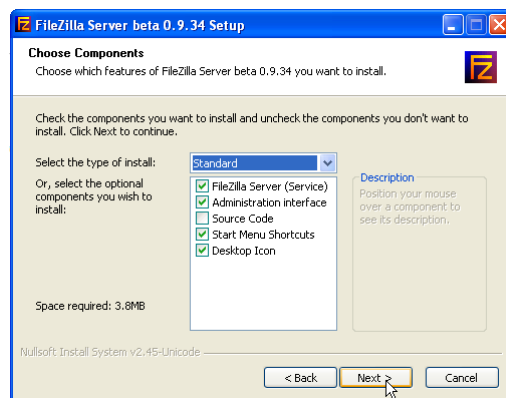 FileZilla Server beta 0.9.34 Setup
Choose Components
Choose which features of FileZilla Server beta 0.9.34 you want to install.
FZ
Check the components you want to install and uncheck the components you don't want to
install. Click Next to continue.
Select the type of install:
Standard
Or, select the optional
components you wish to
install:
FileZilla Server (Service)
Administration interface
Source Code
Start Menu Shortcuts
Desktop Icon
Description
Position your mouse
over a component to
see its description.
Space required: 3.8MB
Nullsoft Install System v2.45-Unicode
< Back
Next >
Cancel